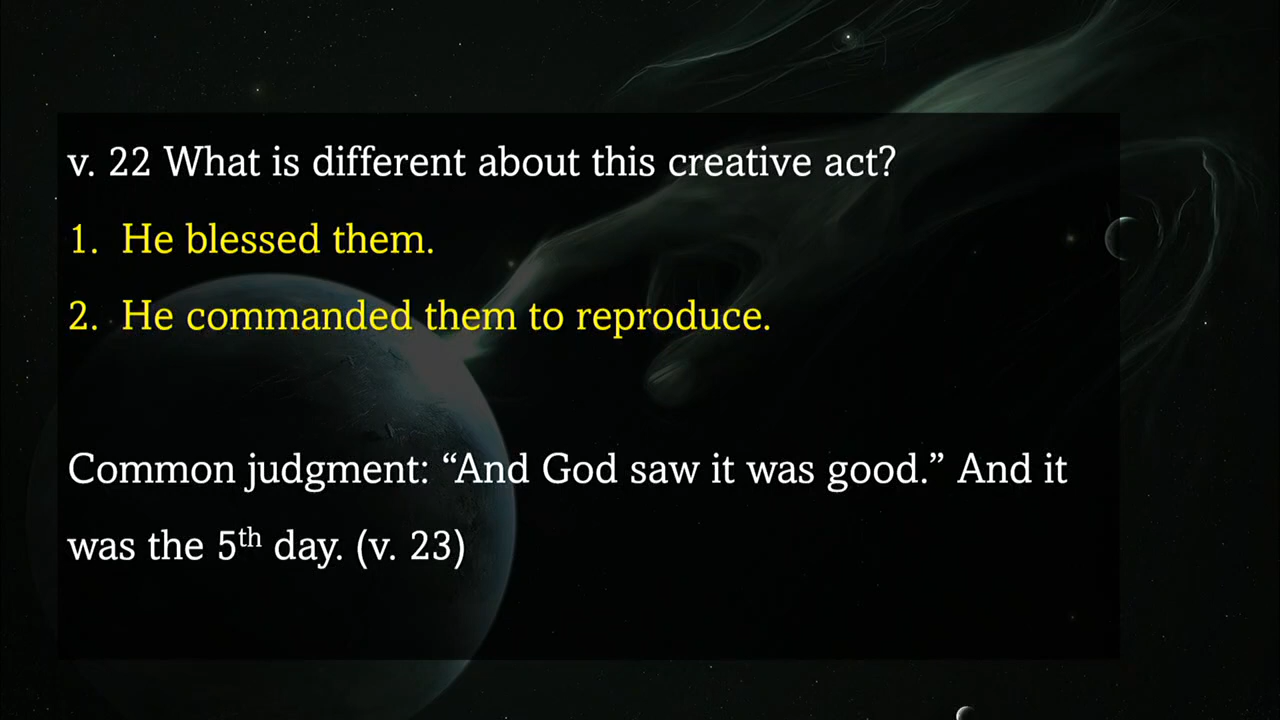 v. 22 What is different about this creative act?
1. He blessed them.
2. He commanded them to reproduce.
Common judgment: “And God saw it was good.” And it
was the 5th day. (v. 23)